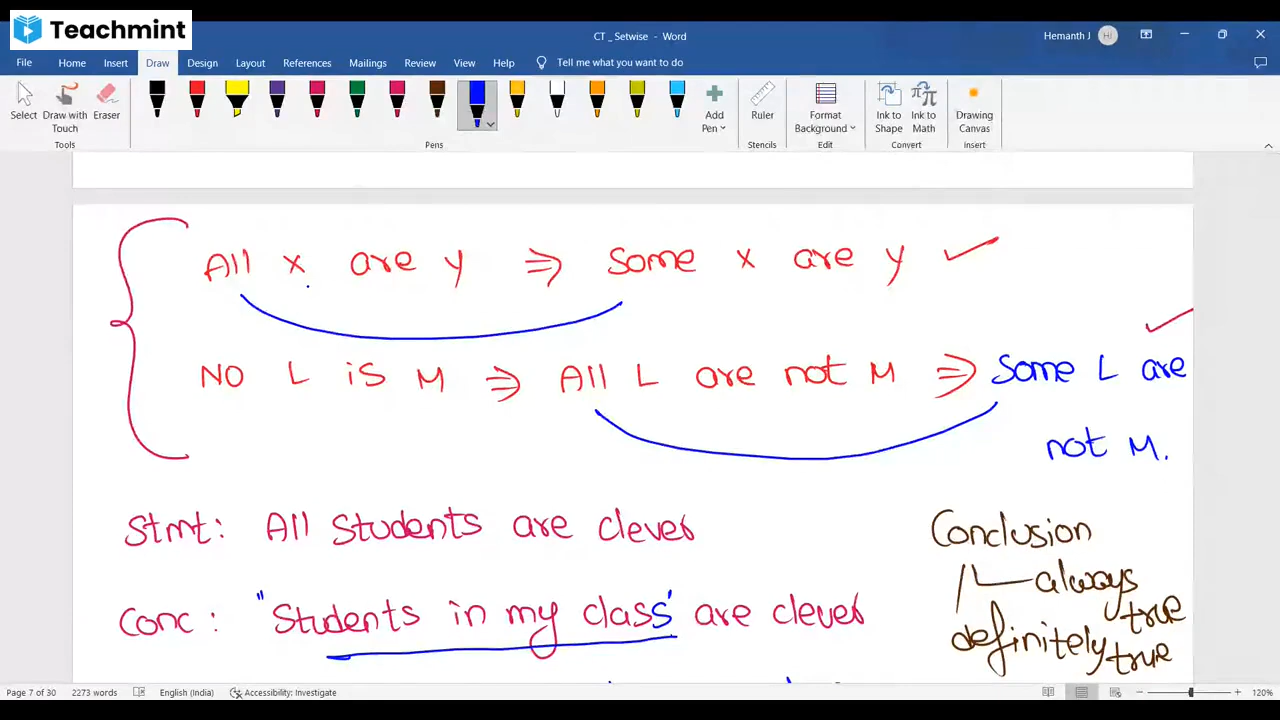 Teachmint
CT _ Setwise - Word
Hemanth J HJ
File Home Insert Draw Design Layout References Mailings Review View Help Tell me what you want to do
Select Draw with Touch Eraser Add Pen Ruler Format Background Ink to Shape Ink to Math Drawing Canvas
Tools Pens Stencils Edit Convert Insert
All x are y ⇒ Some x are y ✓
NO L is M ⇒ All L are not M ⇒ Some L are
not M.
Stmt: All Students are clever
Conclusion
always
true
Conc: "Students in my class" are clever
definitely
true
Page 7 of 30 2273 words English (India) Accessibility: Investigate 120%